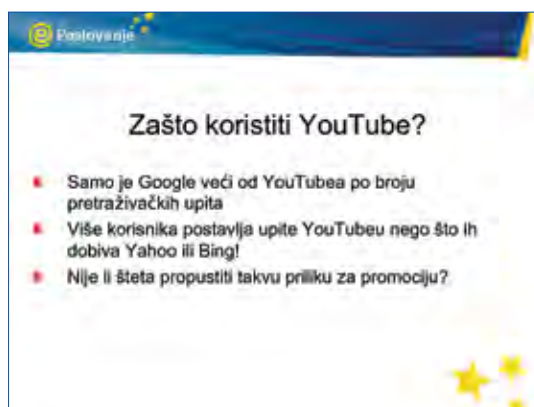 e Poslovanje
Zašto koristiti YouTube?
Samo je Google veći od YouTubea po broju
pretraživačkih upita
Više korisnika postavlja upite YouTubeu nego što ih
dobiva Yahoo ili Bing!
Nije li šteta propustiti takvu priliku za promociju?